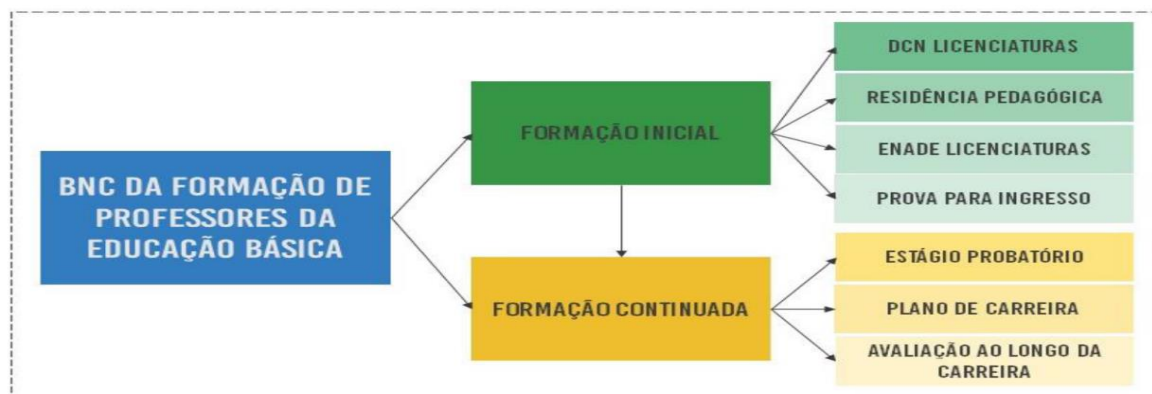 BNC DA FORMAÇÃO DE
PROFESSORES DA
EDUCAÇÃO BÁSICA
FORMAÇÃO INICIAL
DCN LICENCIATURAS
RESIDÊNCIA PEDAGÓGICA
ENADE LICENCIATURAS
PROVA PARA INGRESSO
FORMAÇÃO CONTINUADA
ESTÁGIO PROBATÓRIO
PLANO DE CARREIRA
AVALIAÇÃO AO LONGO DA
CARREIRA